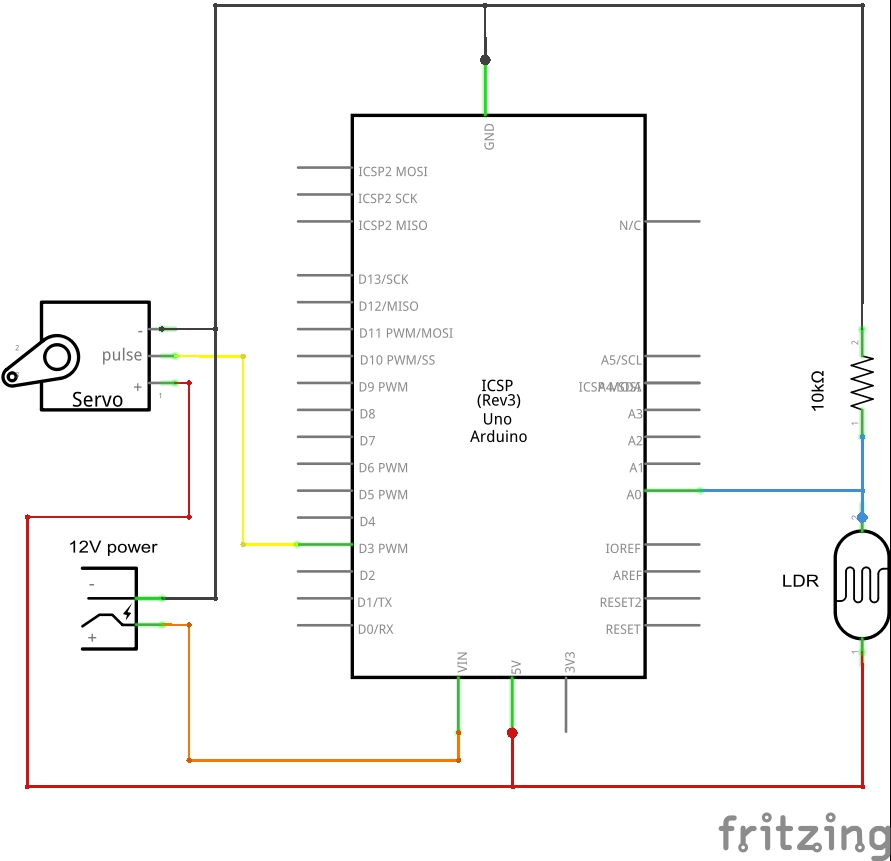 GND
ICSP2 MOSI
ICSP2 SCK
ICSP2 MISO
N/C
D13/SCK
D12/MISO
D11 PWM/MOSI
D10 PWM/SS
D9 PWM
D8
D7
D6 PWM
D5 PWM
D4
D3 PWM
D2
D1/TX
D0/RX
A5/SCL
A3
A2
A1
A0
IOREF
AREF
RESET2
RESET
ICSP
(Rev3)
Uno
Arduino
VIN
5V
3V3
-
pulse
+
Servo
2
1
12V power
-
+
10kΩ
2
1
LDR
2
1
fritzing